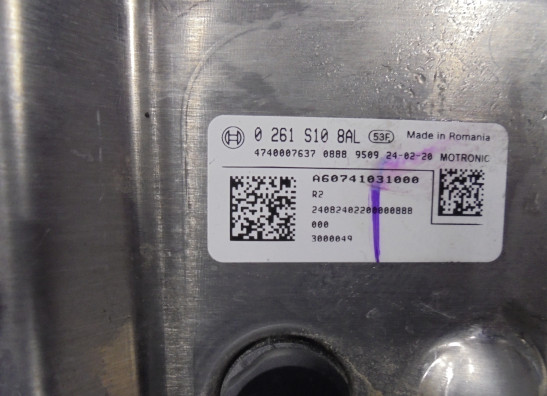 0 261 S10 8AL 53F Made in Romania
4740007637 0888 9509 24-02-20 MOTRONIC
A60741031000
R2
24082402200000888
000
3000049